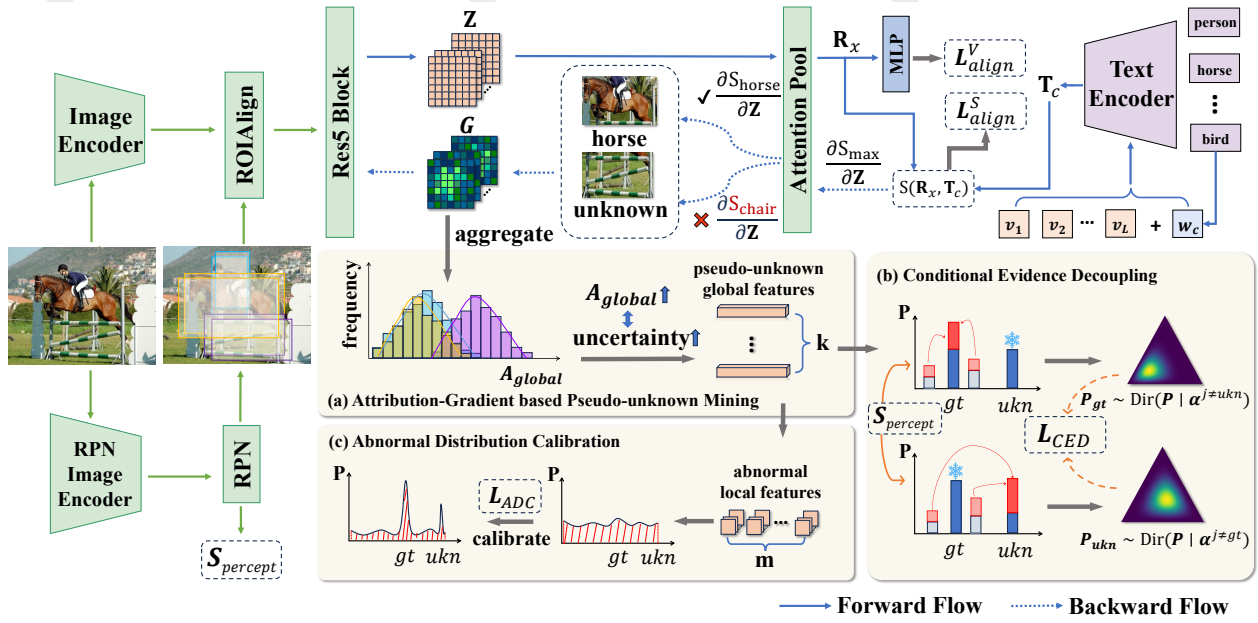 Image
Encoder
ROIAlign
RPN
Image
Encoder
RPN
S_percept
Res5 Block
Z
G
aggregate
horse
unknown
✓ ∂S_horse / ∂Z
✗ ∂S_chair / ∂Z
Attention Pool
R_x
MLP
L^V_align
L^S_align
∂S_max / ∂Z
S(R_x, T_c)
T_c
Text
Encoder
person
horse
⋮
bird
v_1 v_2 ... v_L + w_c
frequency
A_global
A_global
uncertainty
pseudo-unknown
global features
k
(a) Attribution-Gradient based Pseudo-unknown Mining
(b) Conditional Evidence Decoupling
P
gt ukn
S_percept
P_gt ~ Dir(P | α^{j≠ukn})
L_CED
P
gt ukn
P_ukn ~ Dir(P | α^{j≠gt})
(c) Abnormal Distribution Calibration
P
gt ukn
L_ADC
calibrate
P
gt ukn
abnormal
local features
m
Forward Flow
Backward Flow